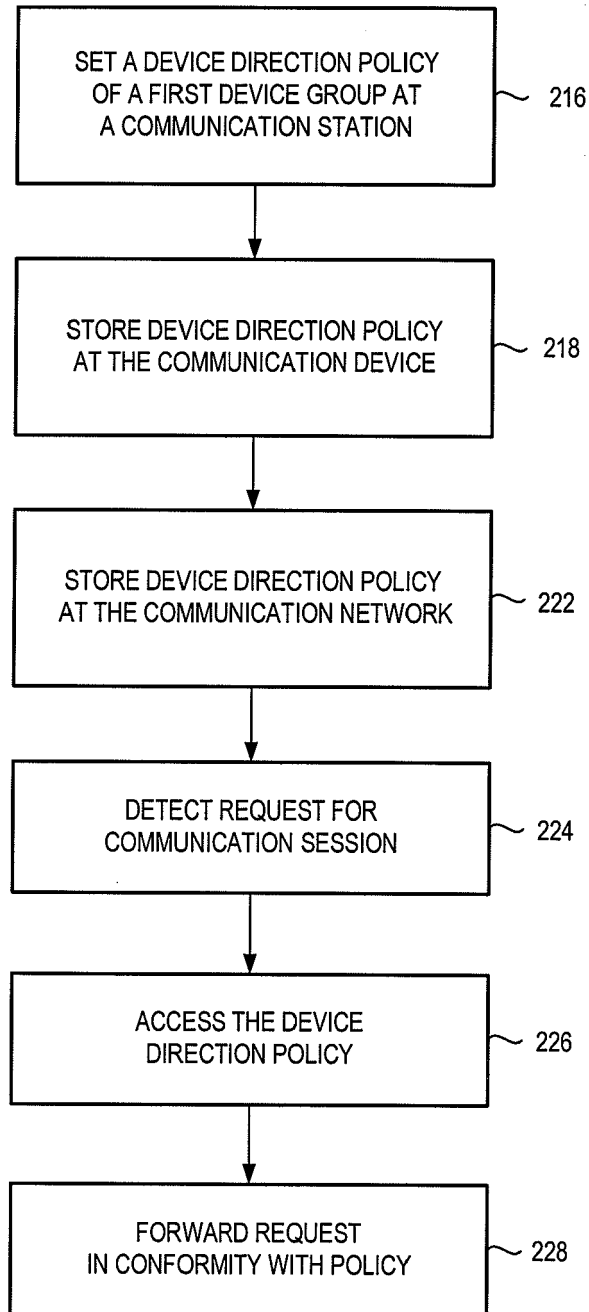 SET A DEVICE DIRECTION POLICY
OF A FIRST DEVICE GROUP AT
A COMMUNICATION STATION
216
STORE DEVICE DIRECTION POLICY
AT THE COMMUNICATION DEVICE
218
STORE DEVICE DIRECTION POLICY
AT THE COMMUNICATION NETWORK
222
DETECT REQUEST FOR
COMMUNICATION SESSION
224
ACCESS THE DEVICE
DIRECTION POLICY
226
FORWARD REQUEST
IN CONFORMITY WITH POLICY
228